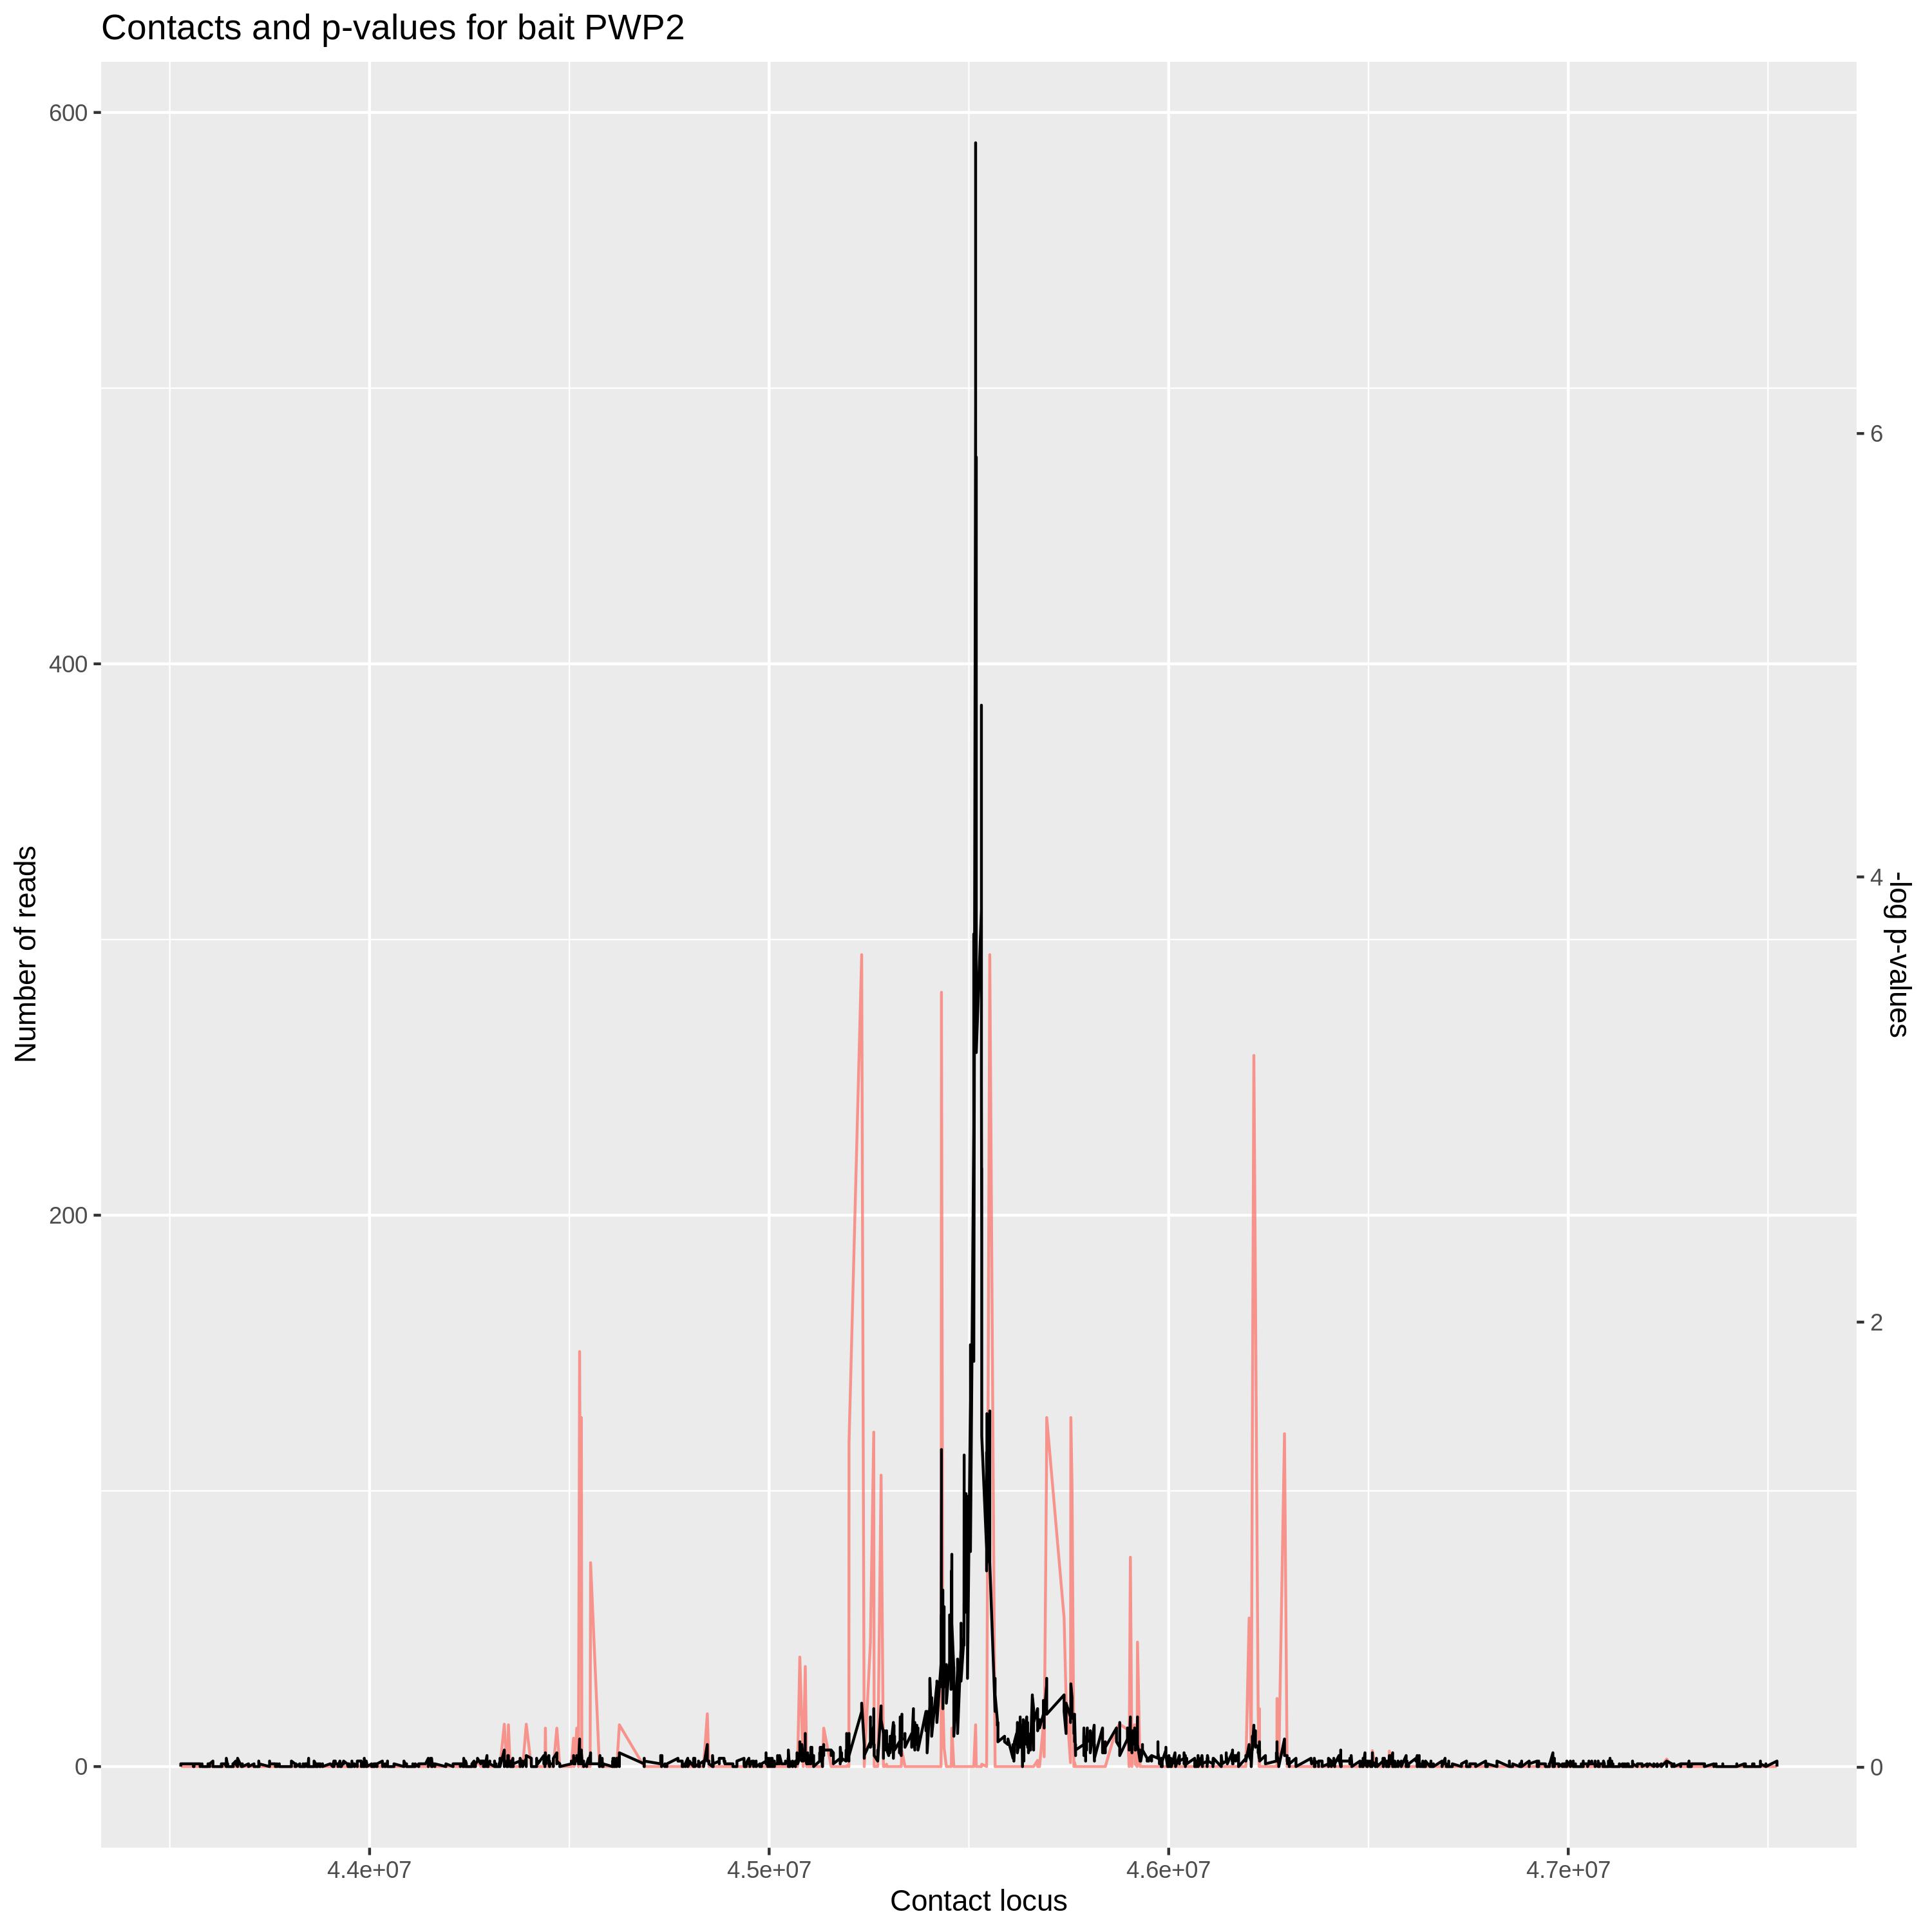 Contacts and p-values for bait PWP2
600
400
200
0
Number of reads
6
4
2
0
-log p-values
4.4e+07
4.5e+07
4.6e+07
4.7e+07
Contact locus